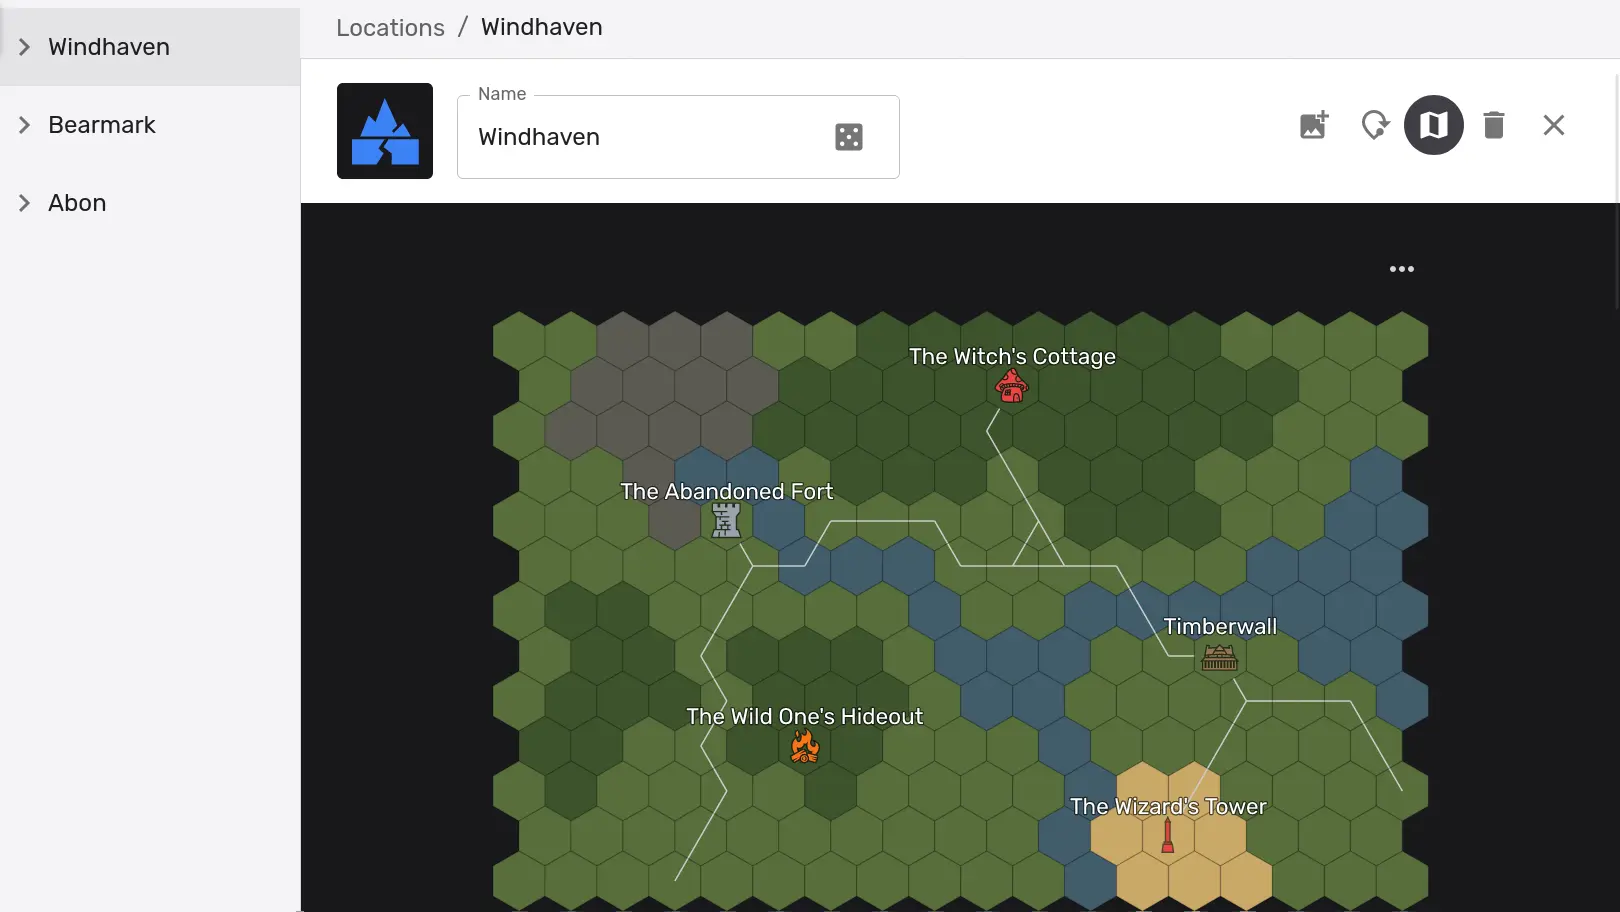 Windhaven
Bearmark
Abon
Locations / Windhaven
Name
Windhaven
The Witch's Cottage
The Abandoned Fort
Timberwall
The Wild One's Hideout
The Wizard's Tower